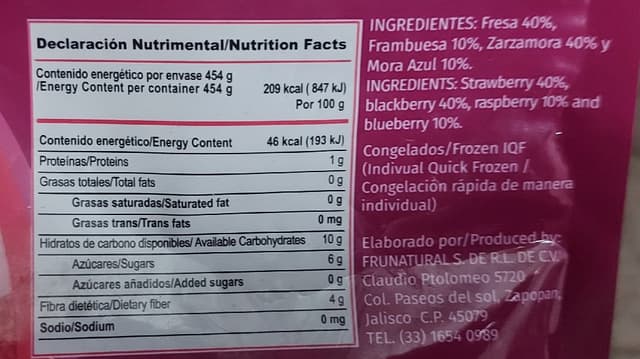 Declaración Nutrimental/Nutrition Facts
Contenido energético por envase 454 g
/Energy Content per container 454 g 209 kcal ( 847 kJ)
Por 100 g
Contenido energético/Energy Content 46 kcal (193 kJ)
Proteínas/Proteins 1 g
Grasas totales/Total fats 0 g
Grasas saturadas/Saturated fat 0 g
Grasas trans/Trans fats 0 mg
Hidratos de carbono disponibles/ Available Carbohydrates 10 g
Azúcares/Sugars 6 g
Azúcares añadidos/Added sugars 0 g
Fibra dietética/Dietary fiber 4 g
Sodio/Sodium 0 mg
INGREDIENTES: Fresa 40%,
Frambuesa 10%, Zarzamora 40% y
Mora Azul 10%.
INGREDIENTS: Strawberry 40%,
blackberry 40%, raspberry 10% and
blueberry 10%.
Congelados/Frozen IQF
(Indivual Quick Frozen /
Congelación rápida de manera
individual)
Elaborado por/Produced by:
FRUNATURAL S. DE R.L. DE C.V.
Claudio Ptolomeo 5720
Col. Paseos del sol, Zapopan,
Jalisco C.P. 45079
TEL. (33) 1654 0989